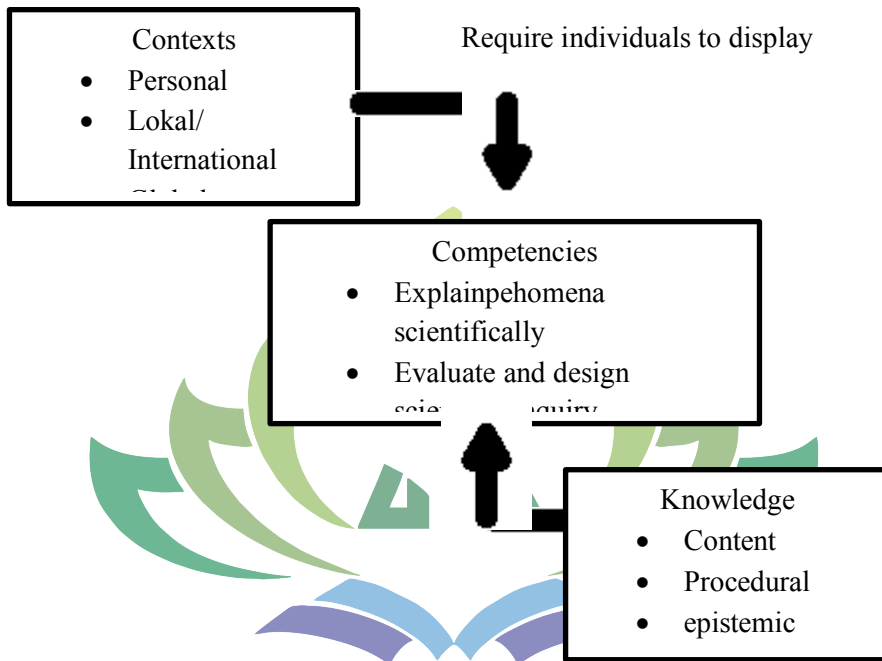 Contexts
Require individuals to display
• Personal
• Lokal/
International
Competencies
• Explainpehomena
scientifically
• Evaluate and design
Knowledge
• Content
• Procedural
• epistemic